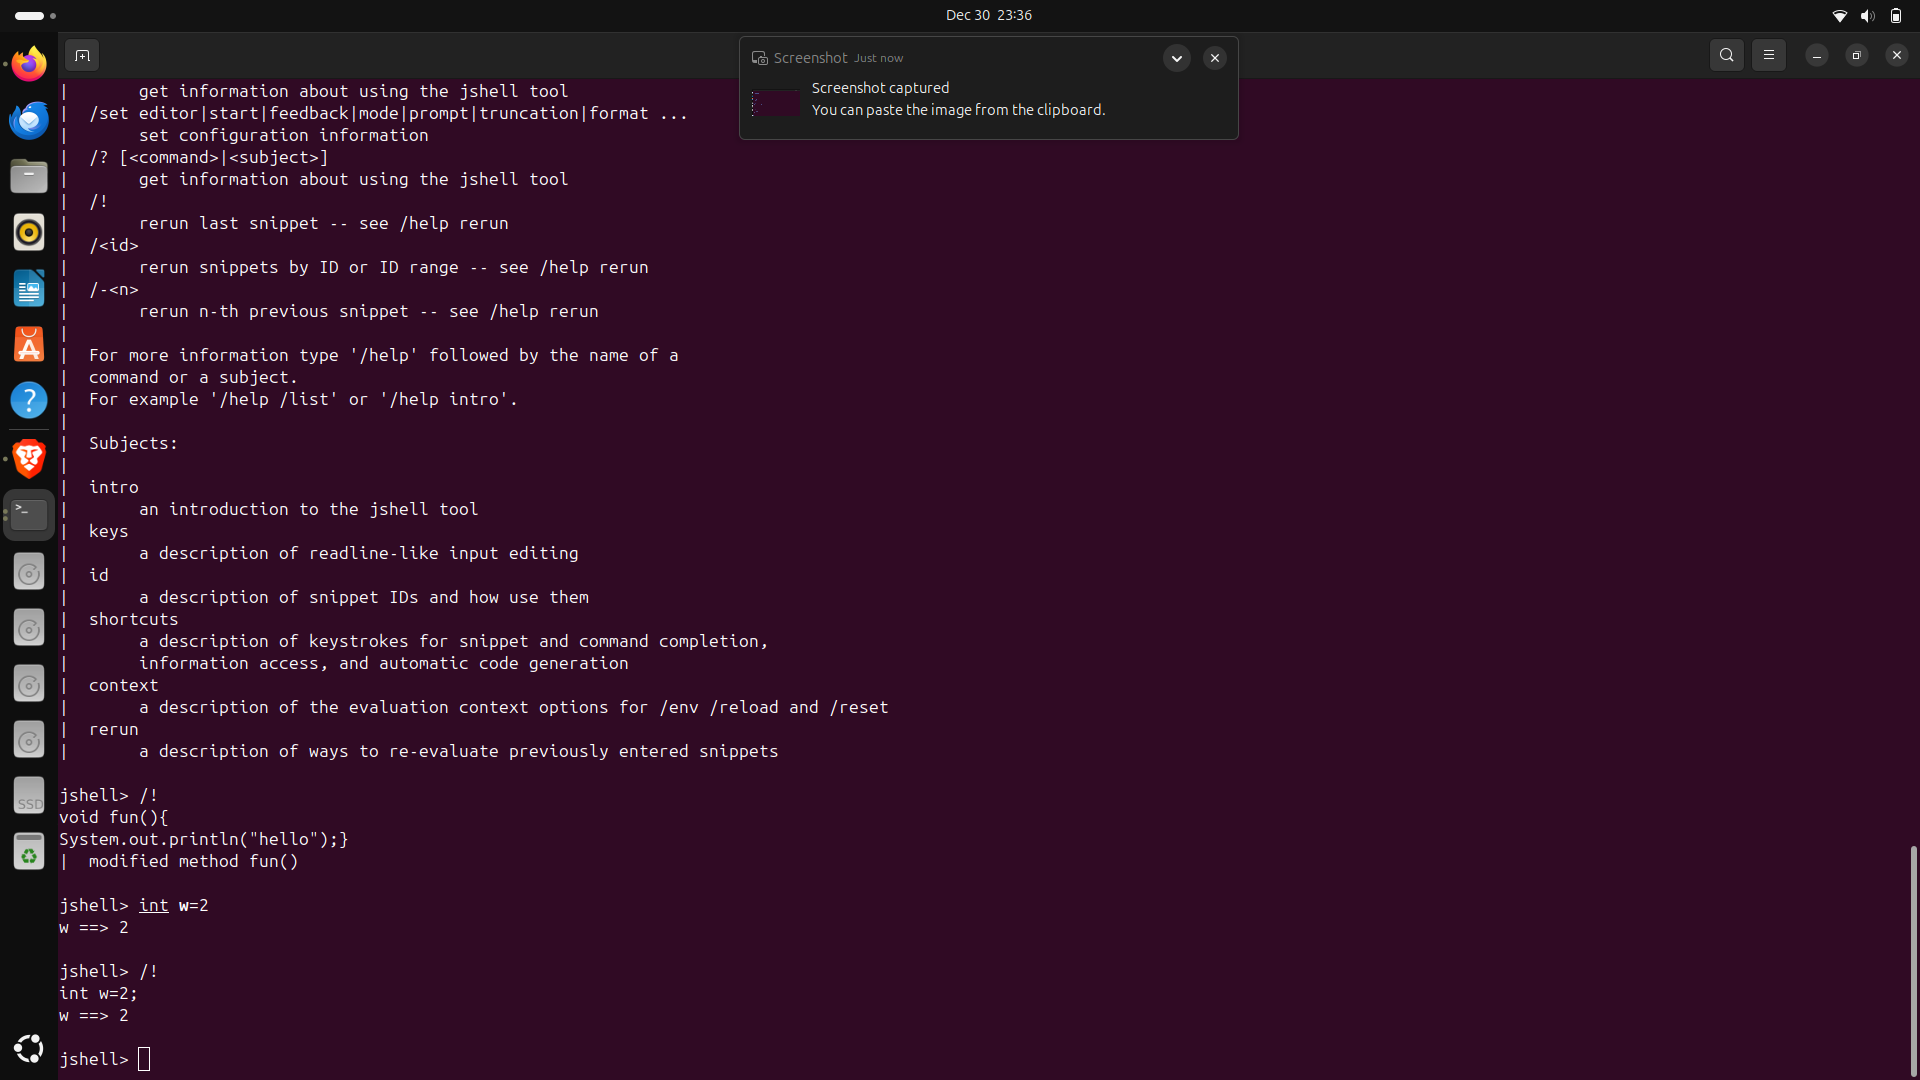 Dec 30 23:36
Screenshot Just now
Screenshot captured
You can paste the image from the clipboard.
| get information about using the jshell tool
| /set editor|start|feedback|mode|prompt|truncation|format ...
| set configuration information
| /? [<command>|<subject>]
| get information about using the jshell tool
| /!
| rerun last snippet -- see /help rerun
| /<id>
| rerun snippets by ID or ID range -- see /help rerun
| /-<n>
| rerun n-th previous snippet -- see /help rerun
|
| For more information type '/help' followed by the name of a
| command or a subject.
| For example '/help /list' or '/help intro'.
|
| Subjects:
|
| intro
| an introduction to the jshell tool
| keys
| a description of readline-like input editing
| id
| a description of snippet IDs and how use them
| shortcuts
| a description of keystrokes for snippet and command completion,
| information access, and automatic code generation
| context
| a description of the evaluation context options for /env /reload and /reset
| rerun
| a description of ways to re-evaluate previously entered snippets
jshell> /!
void fun(){
System.out.println("hello");}
| modified method fun()
jshell> int w=2
w ==> 2
jshell> /!
int w=2;
w ==> 2
jshell>
SSD